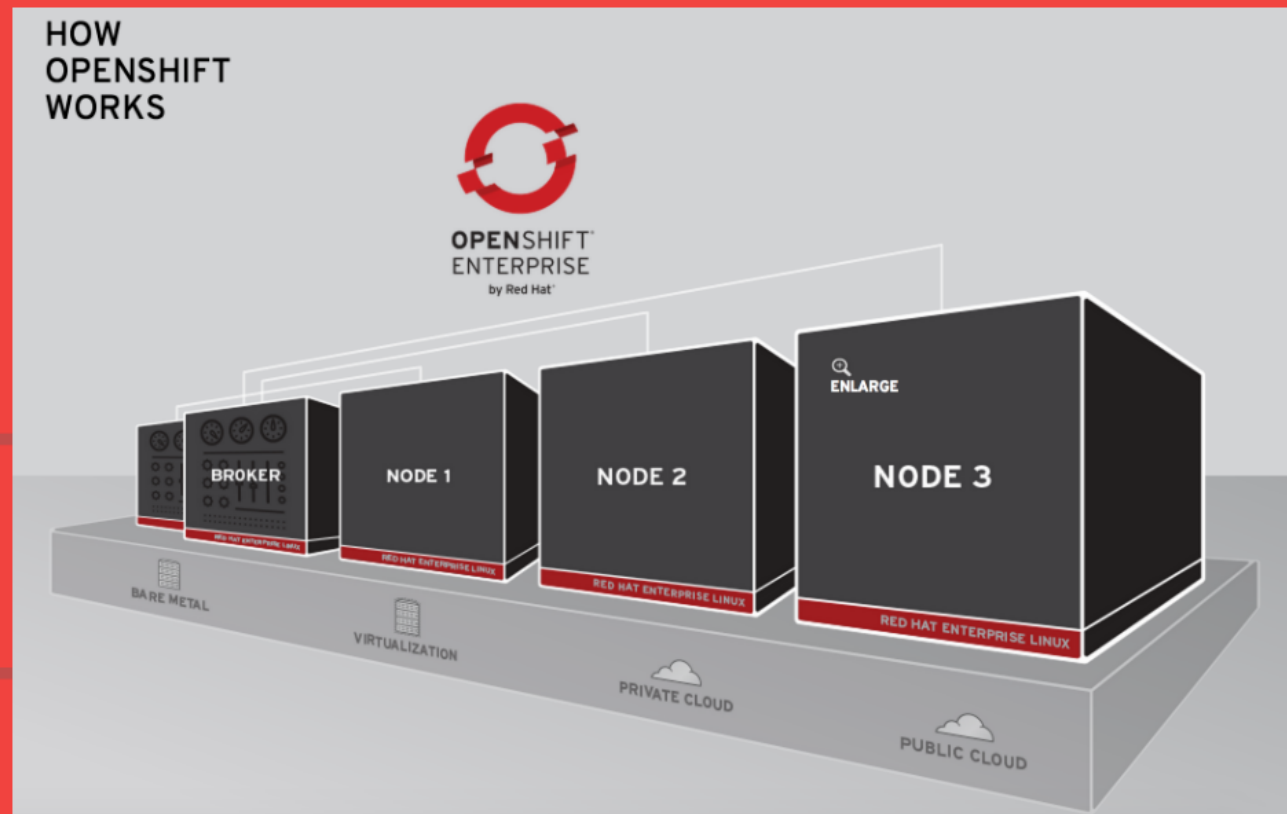 HOW
OPENSHIFT
WORKS
OPENSHIFT®
ENTERPRISE
by Red Hat®
ENLARGE
BROKER
NODE 1
NODE 2
NODE 3
RED HAT ENTERPRISE LINUX
RED HAT ENTERPRISE LINUX
RED HAT ENTERPRISE LINUX
RED HAT ENTERPRISE LINUX
BARE METAL
VIRTUALIZATION
PRIVATE CLOUD
PUBLIC CLOUD